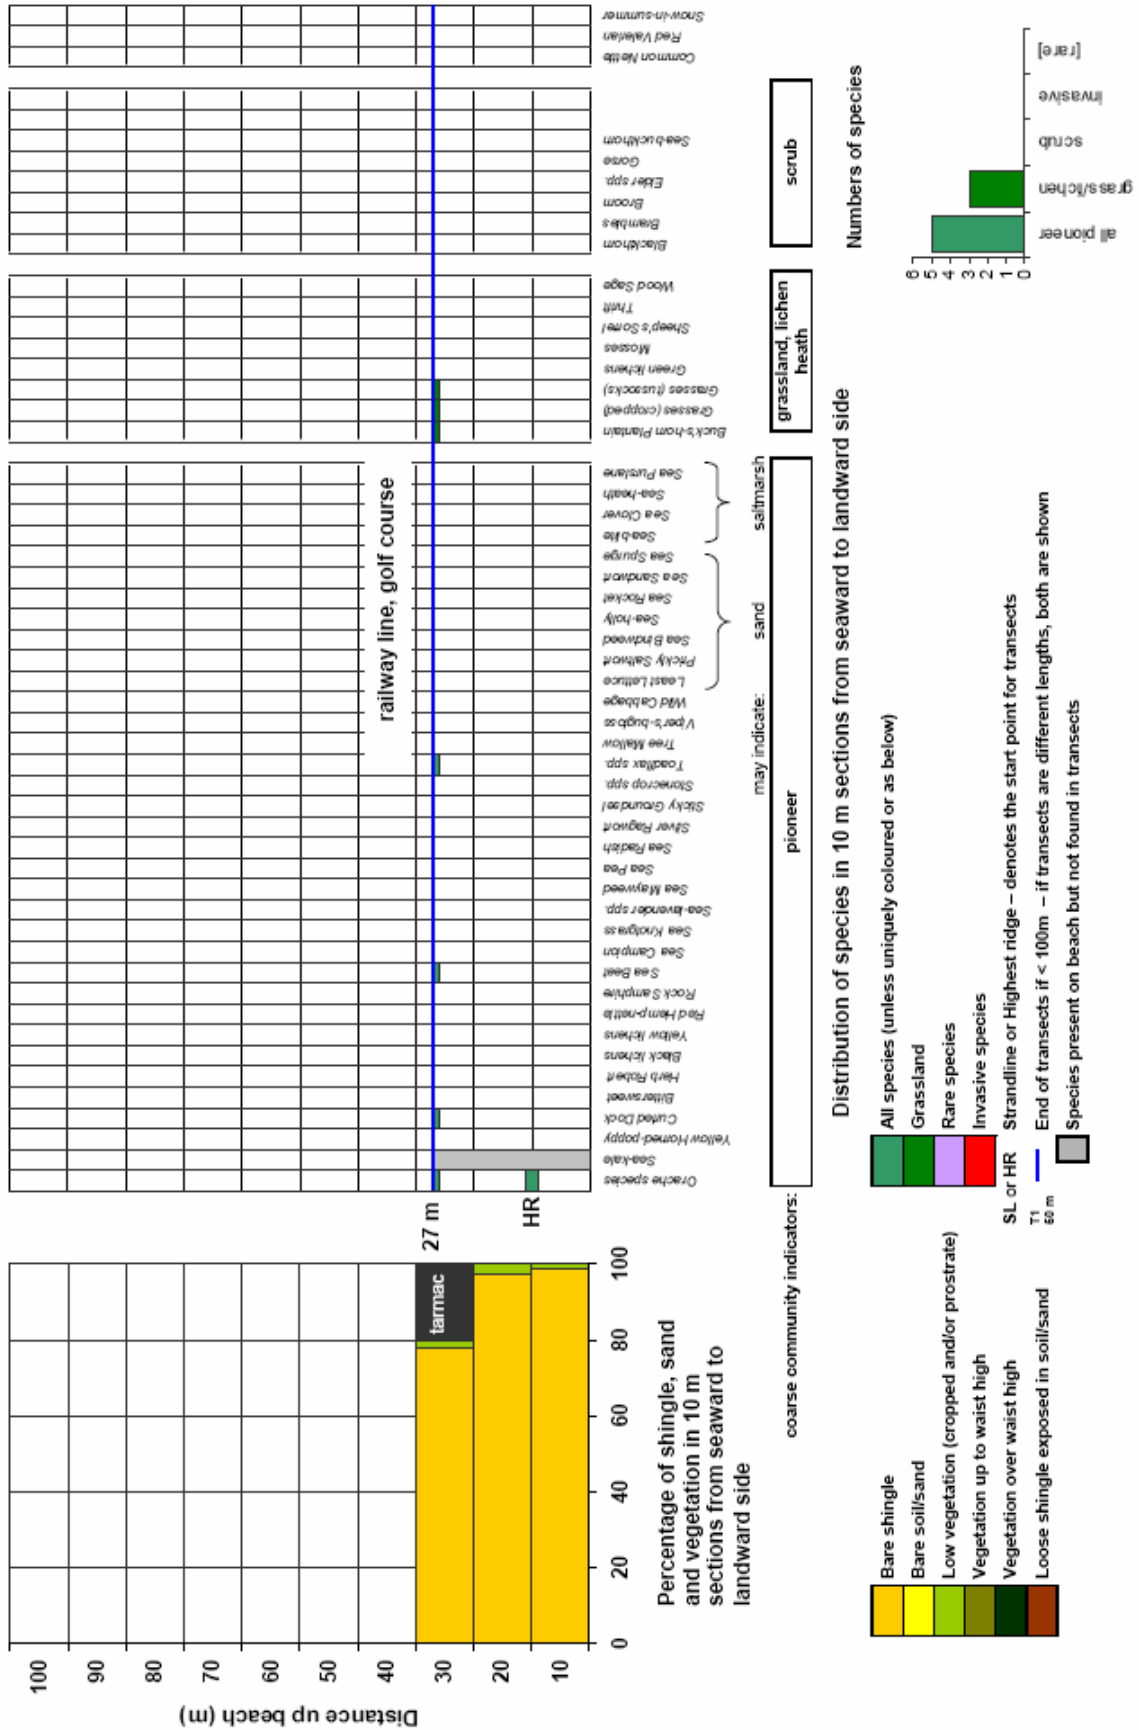 Distance up beach (m)
100
90
80
70
60
50
40
30
20
10
tarmac
0
20
40
60
80
100
Percentage of shingle, sand
and vegetation in 10 m
sections from seaward to
landward side
27 m
HR
railway line, golf course
Orache species
Sea-kale
Yellow Horned-poppy
Curled Dock
Bittersweet
Herb Robert
Black lichens
Yellow lichens
Red Hemp-nettle
Rock Samphire
Sea Beet
Sea Campion
Sea Knotgrass
Sea-lavender spp.
Sea Mayweed
Sea Pea
Sea Radish
Silver Ragwort
Sticky Groundsel
Stonecrop spp.
Toadflax spp.
Tree Mallow
Viper's-bugloss
Wild Cabbage
Least Lettuce
Prickly Saltwort
Sea Bindweed
Sea-holly
Sea Rocket
Sea Sandwort
Sea Spurge
Sea-blite
Sea Clover
Sea-heath
Sea Purslane
Buck's-horn Plantain
Grasses (cropped)
Grasses (tussocks)
Green lichens
Mosses
Sheep's Sorrel
Thrift
Wood Sage
Blackthorn
Brambles
Broom
Elder spp.
Gorse
Sea-buckthorn
Common Nettle
Red Valerian
Snow-in-summer
may indicate:
sand
saltmarsh
coarse community indicators:
pioneer
grassland, lichen
heath
scrub
Distribution of species in 10 m sections from seaward to landward side
Numbers of species
6
5
4
3
2
1
0
all pioneer
grass/lichen
scrub
invasive
[rare]
Bare shingle
Bare soil/sand
Low vegetation (cropped and/or prostrate)
Vegetation up to waist high
Vegetation over waist high
Loose shingle exposed in soil/sand
All species (unless uniquely coloured or as below)
Grassland
Rare species
Invasive species
SL or HR Strandline or Highest ridge – denotes the start point for transects
T1
60 m
End of transects if < 100m – if transects are different lengths, both are shown
Species present on beach but not found in transects